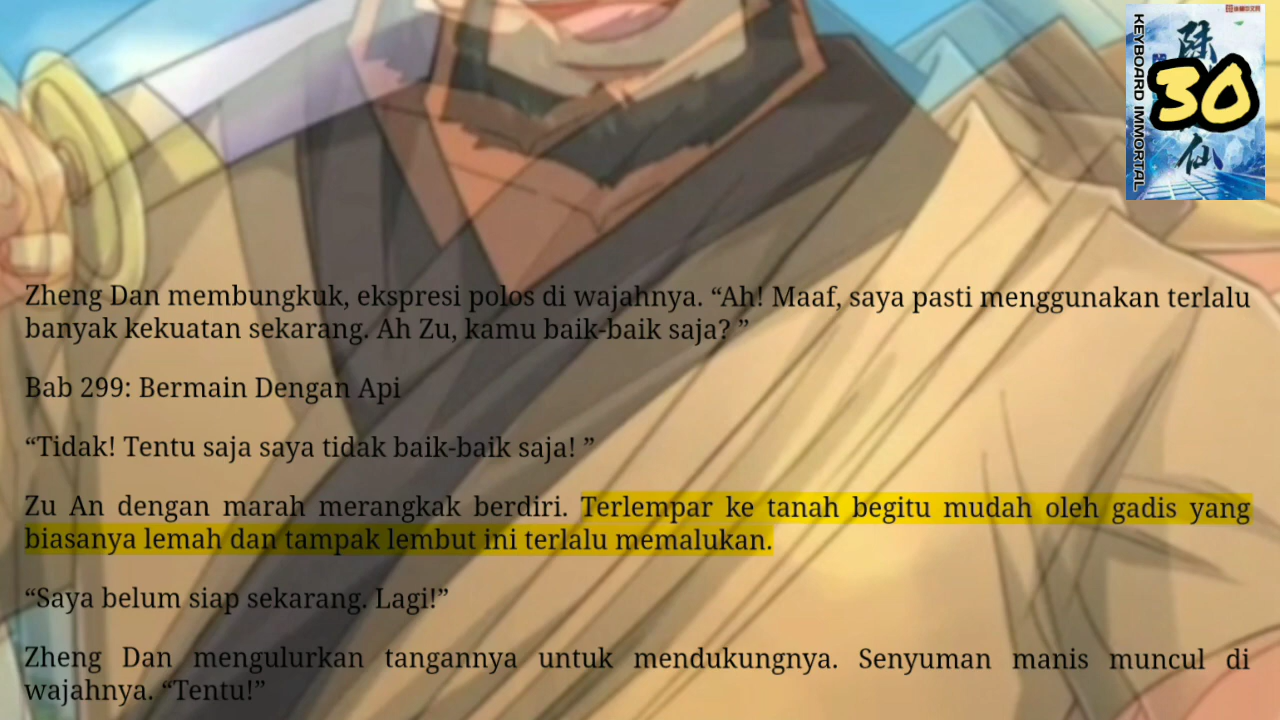 KEYBOARD IMMORTAL
陆
30
仙
Zheng Dan membungkuk, ekspresi polos di wajahnya. “Ah! Maaf, saya pasti menggunakan terlalu
banyak kekuatan sekarang. Ah Zu, kamu baik-baik saja? ”
Bab 299: Bermain Dengan Api
“Tidak! Tentu saja saya tidak baik-baik saja! ”
Zu An dengan marah merangkak berdiri. Terlempar ke tanah begitu mudah oleh gadis yang
biasanya lemah dan tampak lembut ini terlalu memalukan.
“Saya belum siap sekarang. Lagi!”
Zheng Dan mengulurkan tangannya untuk mendukungnya. Senyuman manis muncul di
wajahnya. “Tentu!”